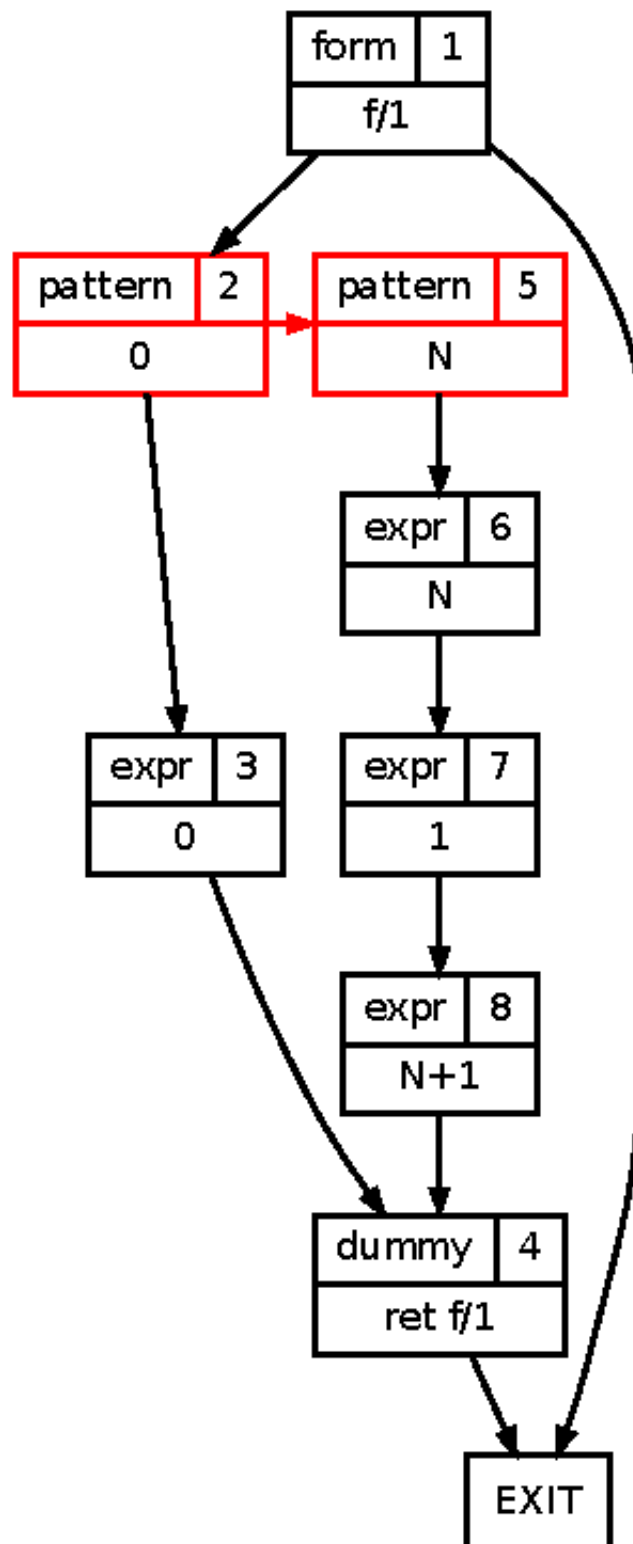 form 1
f/1
pattern 2 pattern 5
0 N
expr 6
N
expr 3 expr 7
0 1
expr 8
N+1
dummy 4
ret f/1
EXIT